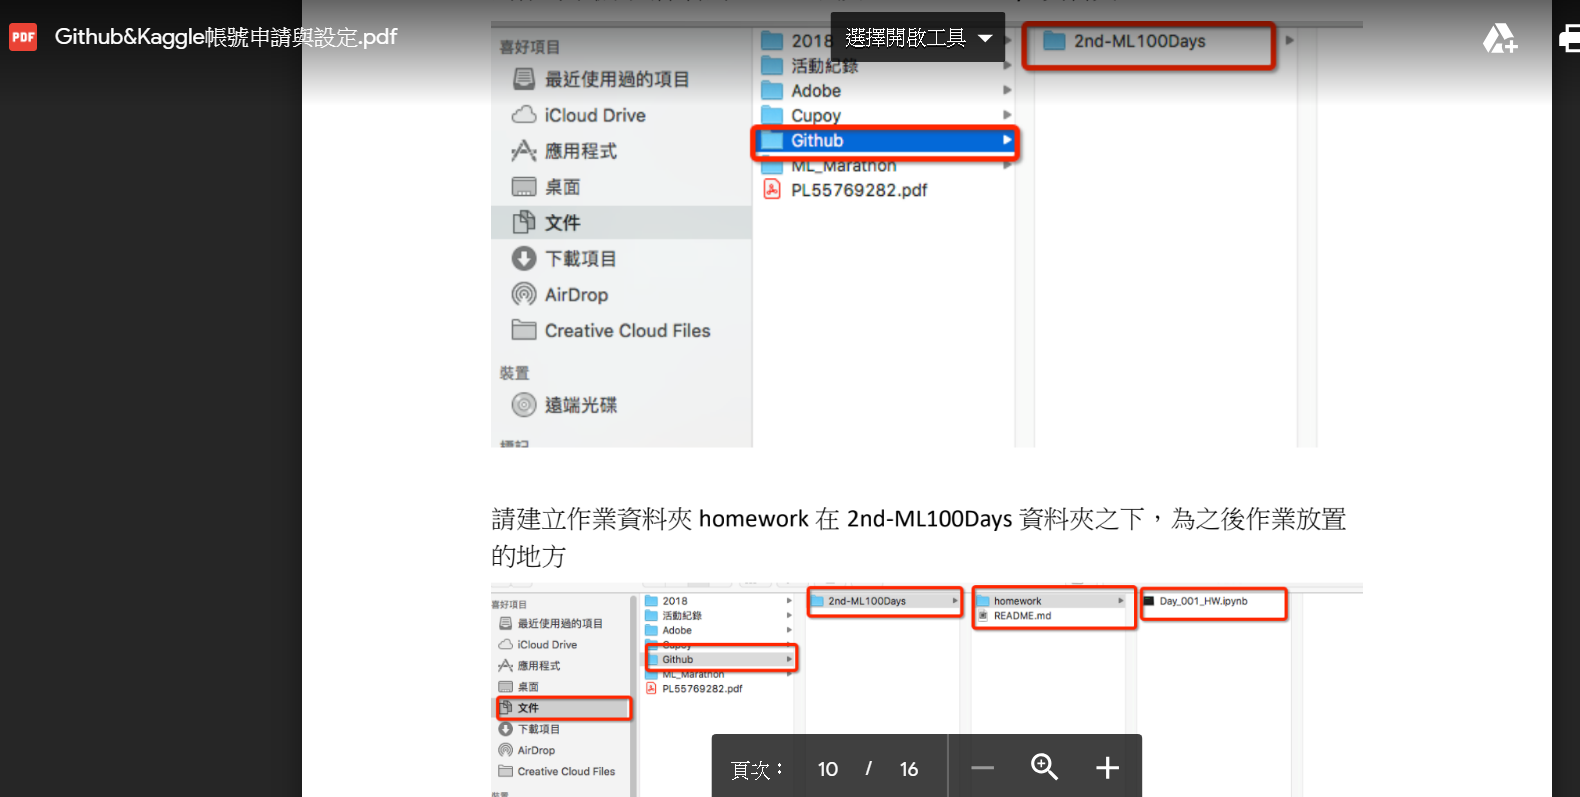 PDF Github&Kaggle帳號申請與設定.pdf
選擇開啟工具
喜好項目
最近使用過的項目
iCloud Drive
應用程式
桌面
文件
下載項目
AirDrop
Creative Cloud Files
裝置
遠端光碟
標記
2018
活動紀錄
Adobe
Cupoy
Github
ML_Marathon
PL55769282.pdf
2nd-ML100Days
請建立作業資料夾 homework 在 2nd-ML100Days 資料夾之下，為之後作業放置
的地方
喜好項目
最近使用過的項目
iCloud Drive
應用程式
桌面
文件
下載項目
AirDrop
Creative Cloud Files
裝置
2018
活動紀錄
Adobe
Cupoy
Github
ML_Marathon
PL55769282.pdf
2nd-ML100Days
homework
README.md
Day_001_HW.ipynb
頁次： 10 / 16